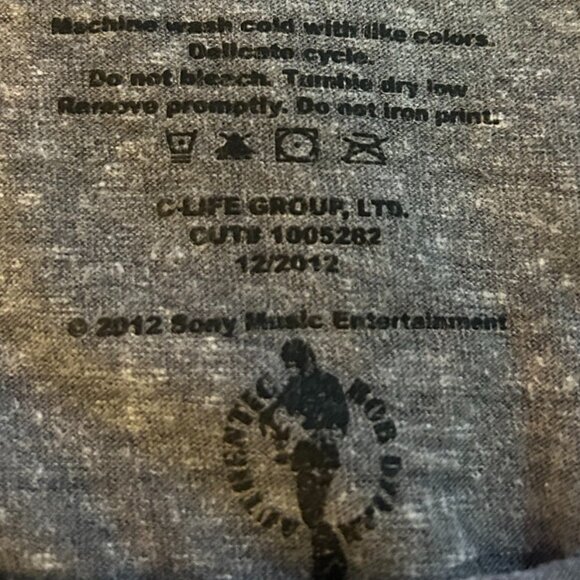 Machine wash cold with like colors.
Delicate cycle.
Do not bleach. Tumble dry low
Remove promptly. Do not iron print.
C-LIFE GROUP, LTD.
CUT# 1005282
12/2012
© 2012 Sony Music Entertainment
AUTHENTIC
BOB DYLAN